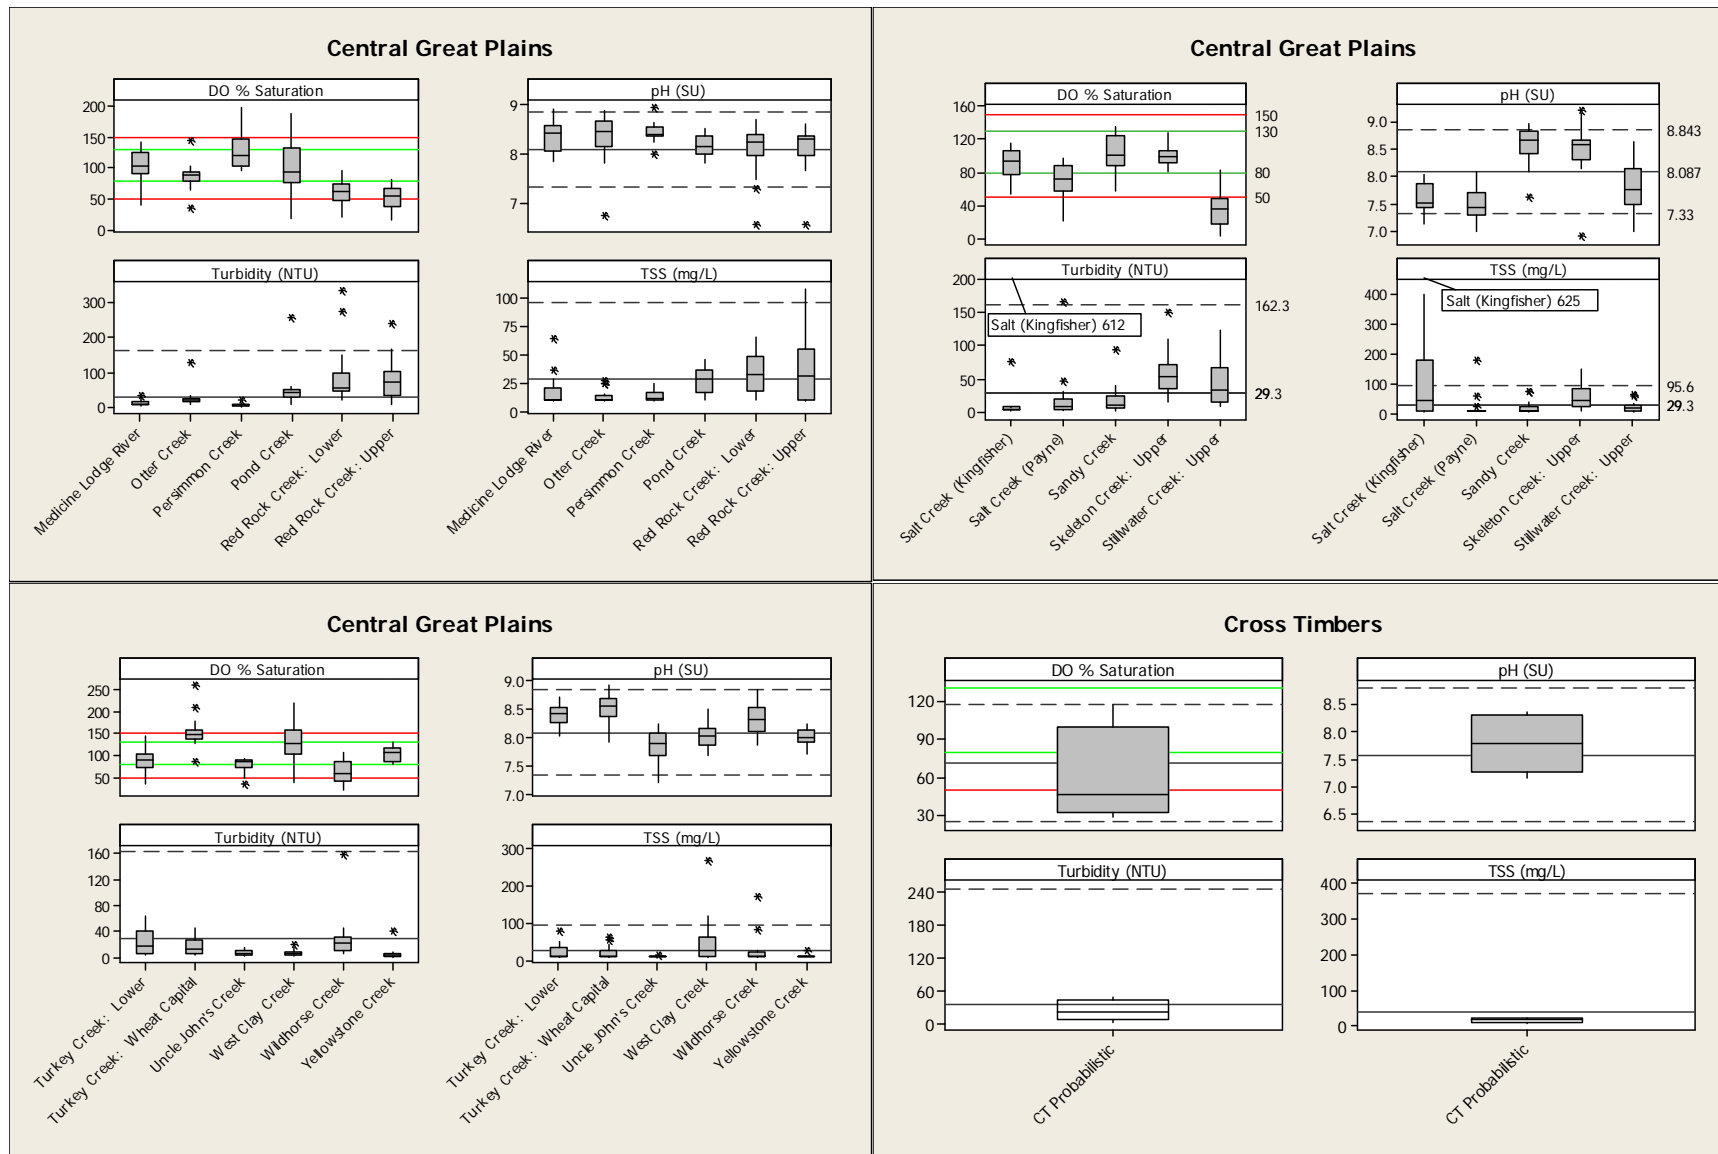 Central Great Plains
DO % Saturation
200
150
100
50
0
pH (SU)
9
8
7
Turbidity (NTU)
300
200
100
0
TSS (mg/L)
100
75
50
25
0
Medicine Lodge River
Otter Creek
Persimmon Creek
Pond Creek
Red Rock Creek: Lower
Red Rock Creek: Upper
Medicine Lodge River
Otter Creek
Persimmon Creek
Pond Creek
Red Rock Creek: Lower
Red Rock Creek: Upper
Central Great Plains
DO % Saturation
160
120
80
40
0
150
130
80
50
pH (SU)
9.0
8.5
8.0
7.5
7.0
8.843
8.087
7.33
Turbidity (NTU)
200
150
100
50
0
Salt (Kingfisher) 612
162.3
29.3
TSS (mg/L)
400
300
200
100
0
Salt (Kingfisher) 625
95.6
29.3
Salt Creek (Kingfisher)
Salt Creek (Payne)
Sandy Creek
Skeleton Creek: Upper
Stillwater Creek: Upper
Salt Creek (Kingfisher)
Salt Creek (Payne)
Sandy Creek
Skeleton Creek: Upper
Stillwater Creek: Upper
Central Great Plains
DO % Saturation
250
200
150
100
50
pH (SU)
9.0
8.5
8.0
7.5
7.0
Turbidity (NTU)
160
120
80
40
0
TSS (mg/L)
300
200
100
0
Turkey Creek: Lower
Turkey Creek: Wheat Capital
Uncle John's Creek
West Clay Creek
Wildhorse Creek
Yellowstone Creek
Turkey Creek: Lower
Turkey Creek: Wheat Capital
Uncle John's Creek
West Clay Creek
Wildhorse Creek
Yellowstone Creek
Cross Timbers
DO % Saturation
120
90
60
30
pH (SU)
8.5
8.0
7.5
7.0
6.5
Turbidity (NTU)
240
180
120
60
0
TSS (mg/L)
400
300
200
100
0
CT Probabilistic
CT Probabilistic